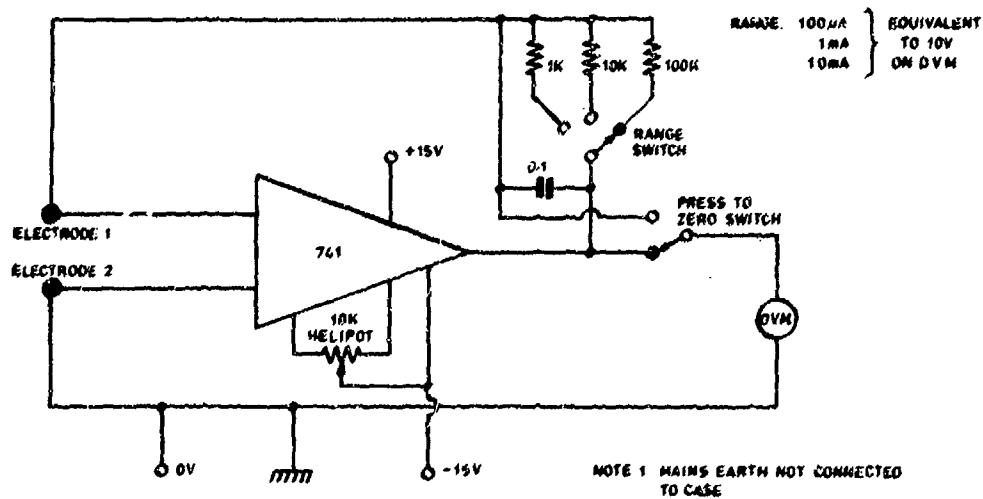 RANGE. 100µA
1mA
10mA
EQUIVALENT
TO 10V
ON DVM
1K
10K
100K
RANGE
SWITCH
+15V
0.1
PRESS TO
ZERO SWITCH
ELECTRODE 1
741
ELECTRODE 2
10K
HELIPOT
DVM
0V
-15V
NOTE 1 MAINS EARTH NOT CONNECTED
TO CASE